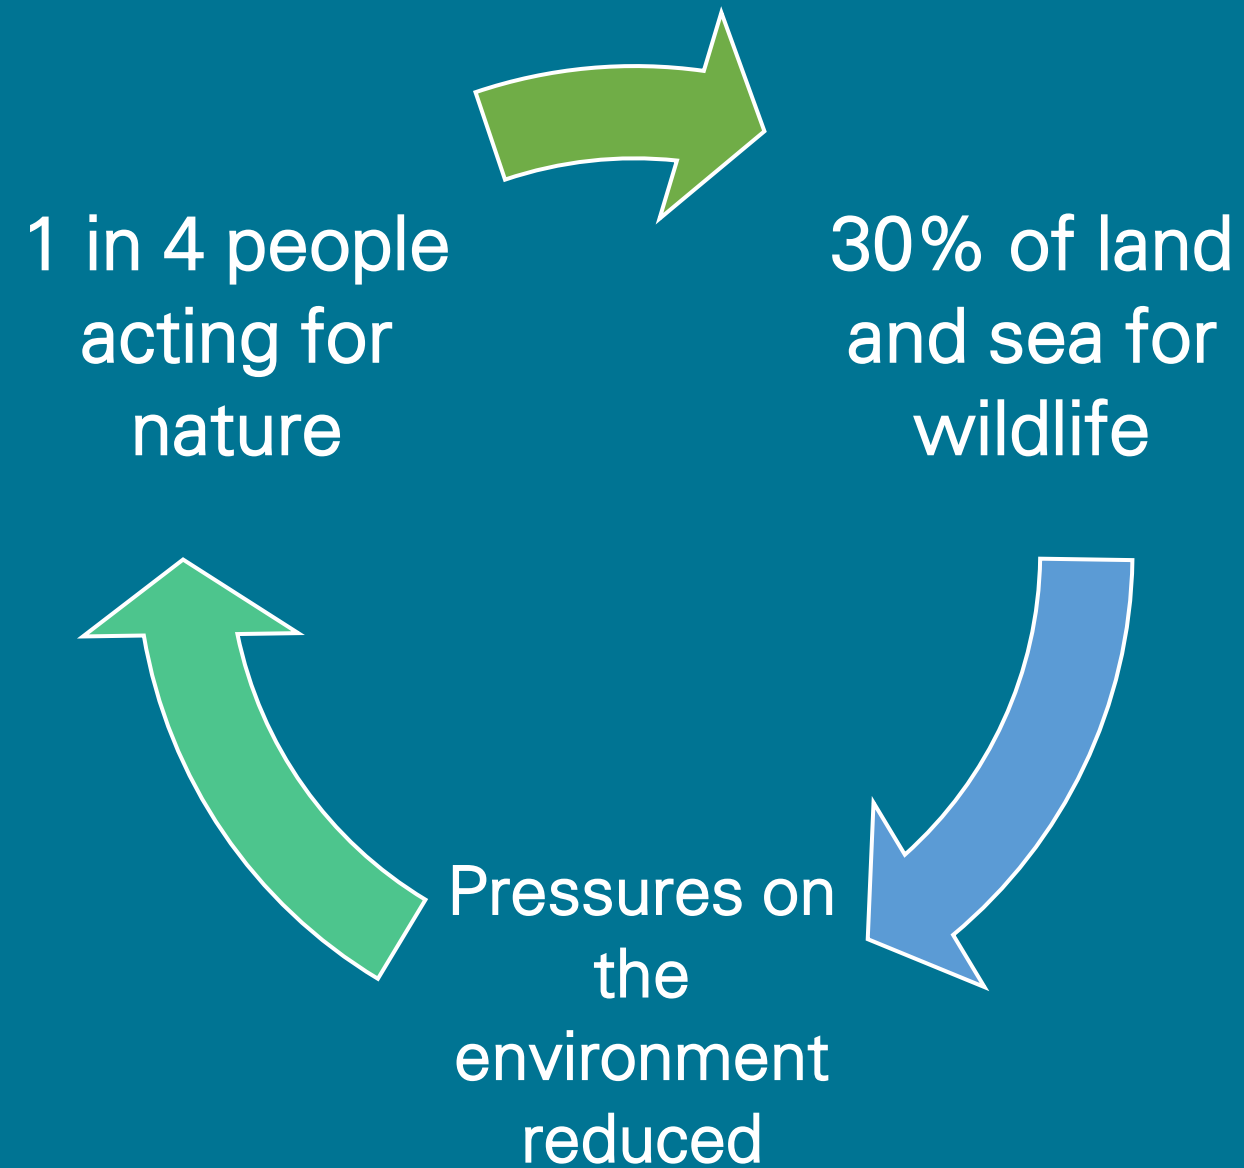 1 in 4 people
acting for
nature
30% of land
and sea for
wildlife
Pressures on
the
environment
reduced